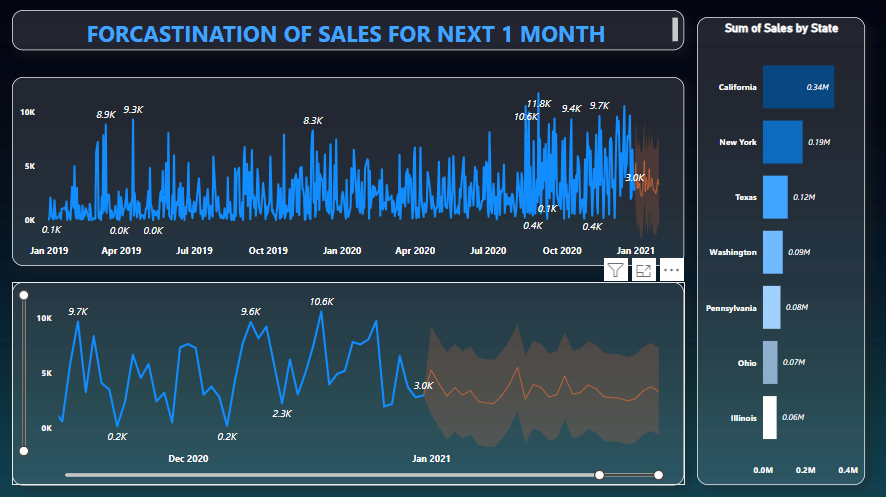 FORCASTINATION OF SALES FOR NEXT 1 MONTH
10K
5K
0K
8.9K
9.3K
8.3K
11.8K
10.6K
9.4K
9.7K
3.0K
0.1K
0.0K
0.0K
0.4K
0.1K
0.4K
Jan 2019
Apr 2019
Jul 2019
Oct 2019
Jan 2020
Apr 2020
Jul 2020
Oct 2020
Jan 2021
10K
5K
0K
9.7K
9.6K
10.6K
3.0K
2.3K
0.2K
0.2K
Dec 2020
Jan 2021
Sum of Sales by State
California
0.34M
New York
0.19M
Texas
0.12M
Washington
0.09M
Pennsylvania
0.08M
Ohio
0.07M
Illinois
0.06M
0.0M
0.2M
0.4M